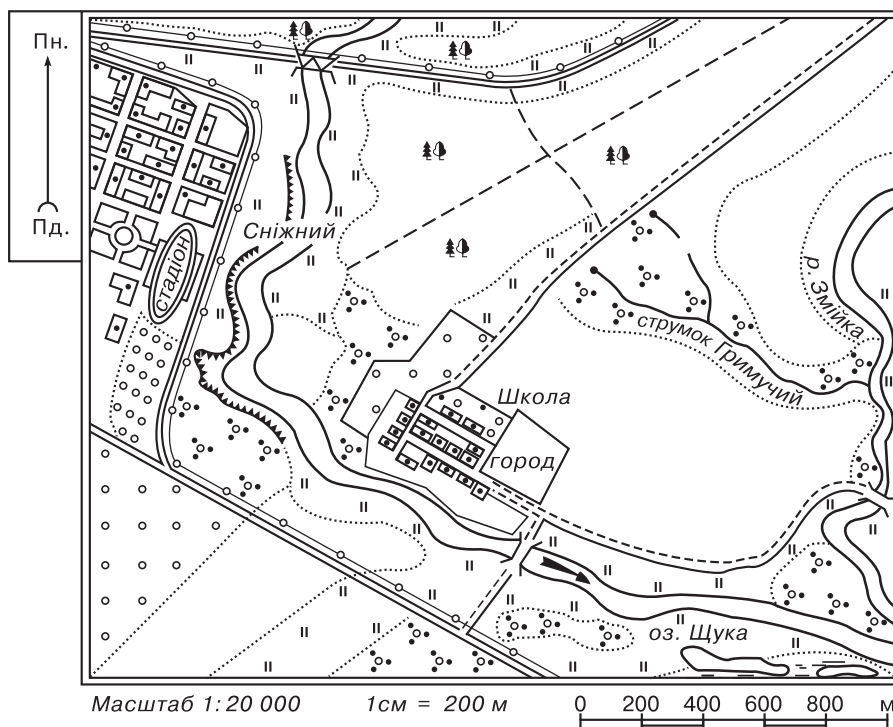 Пн.
Пд.
Сніжний
стадіон
р. Змійка
струмок Гримучий
Школа
город
оз. Щука
Масштаб 1: 20 000 1см = 200 м 0 200 400 600 800 м